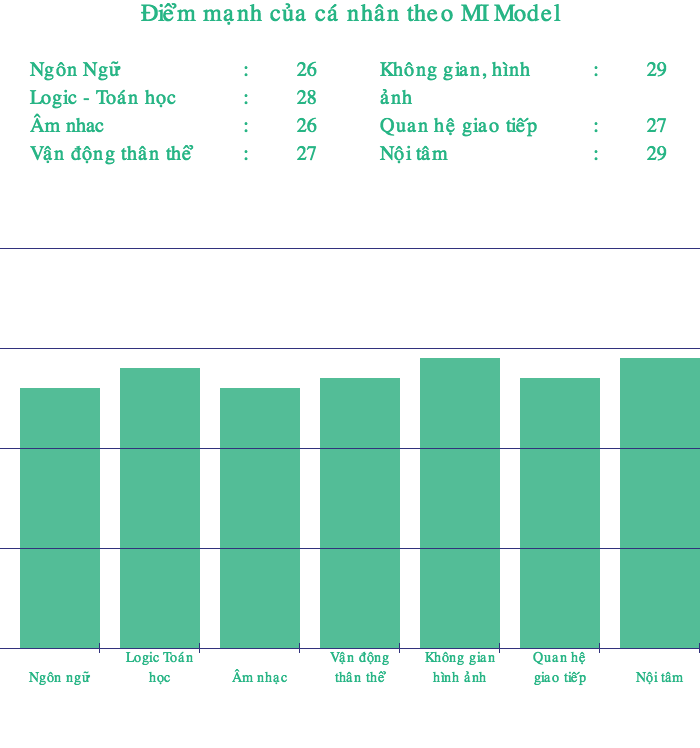 Điểm mạnh của cá nhân theo MI Model
Ngôn Ngữ : 26
Logic - Toán học : 28
Âm nhac : 26
Vận động thân thể : 27
Không gian, hình : 29
ảnh
Quan hệ giao tiếp : 27
Nội tâm : 29
Ngôn ngữ
Logic Toán
học
Âm nhạc
Vận động
thân thể
Không gian
hình ảnh
Quan hệ
giao tiếp
Nội tâm